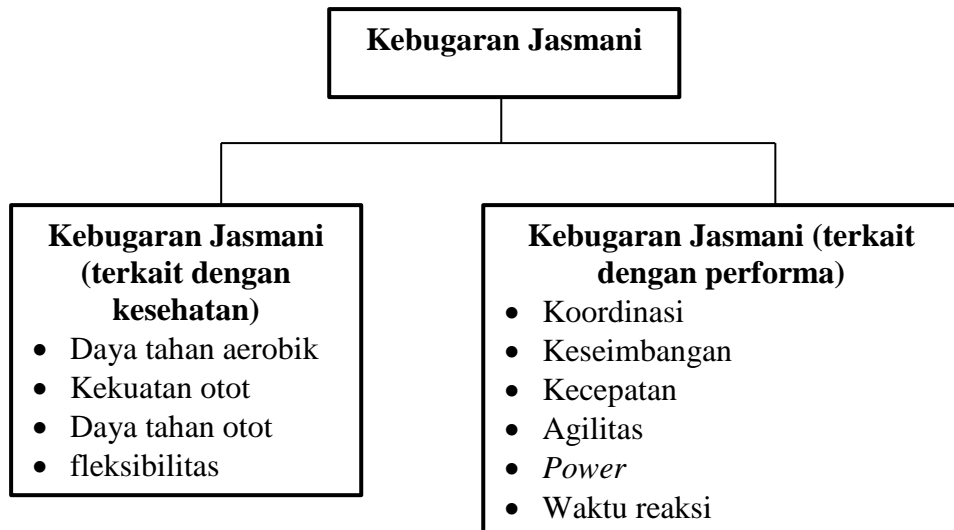 Kebugaran Jasmani
Kebugaran Jasmani
(terkait dengan
kesehatan)
• Daya tahan aerobik
• Kekuatan otot
• Daya tahan otot
• fleksibilitas
Kebugaran Jasmani (terkait
dengan performa)
• Koordinasi
• Keseimbangan
• Kecepatan
• Agilitas
• Power
• Waktu reaksi